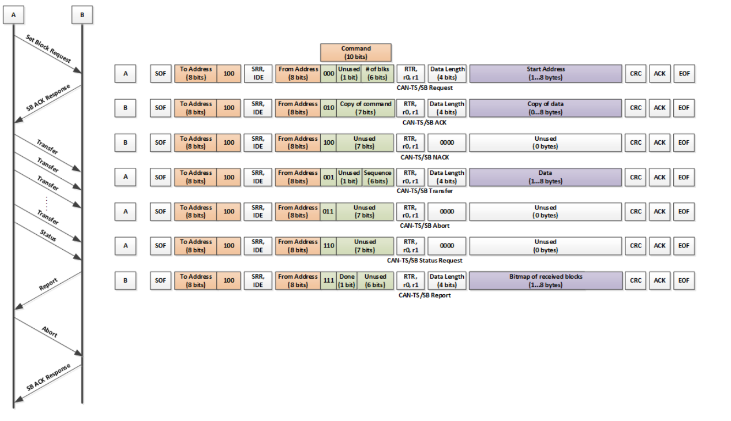 A
B
Set Block Request
SB ACK Response
Transfer
Transfer
Transfer
Transfer
Status
Report
Abort
SB ACK Response
Command
(10 bits)
A
SOF
To Address
(8 bits)
100
SRR,
IDE
From Address
(8 bits)
000
Unused
(1 bit)
# of blks
(6 bits)
RTR,
r0, r1
Data Length
(4 bits)
Start Address
(1...8 bytes)
CRC
ACK
EOF
CAN-TS/SB Request
B
SOF
To Address
(8 bits)
100
SRR,
IDE
From Address
(8 bits)
010
Copy of command
(7 bits)
RTR,
r0, r1
Data Length
(4 bits)
Copy of data
(0...8 bytes)
CRC
ACK
EOF
CAN-TS/SB ACK
B
SOF
To Address
(8 bits)
100
SRR,
IDE
From Address
(8 bits)
100
Unused
(7 bits)
RTR,
r0, r1
0000
Unused
(0 bytes)
CRC
ACK
EOF
CAN-TS/SB NACK
A
SOF
To Address
(8 bits)
100
SRR,
IDE
From Address
(8 bits)
001
Unused
(1 bit)
Sequence
(6 bits)
RTR,
r0, r1
Data Length
(4 bits)
Data
(1...8 bytes)
CRC
ACK
EOF
CAN-TS/SB Transfer
A
SOF
To Address
(8 bits)
100
SRR,
IDE
From Address
(8 bits)
011
Unused
(7 bits)
RTR,
r0, r1
0000
Unused
(0 bytes)
CRC
ACK
EOF
CAN-TS/SB Abort
A
SOF
To Address
(8 bits)
100
SRR,
IDE
From Address
(8 bits)
110
Unused
(7 bits)
RTR,
r0, r1
0000
Unused
(0 bytes)
CRC
ACK
EOF
CAN-TS/SB Status Request
B
SOF
To Address
(8 bits)
100
SRR,
IDE
From Address
(8 bits)
111
Done
(1 bit)
Unused
(6 bits)
RTR,
r0, r1
Data Length
(4 bits)
Bitmap of received blocks
(1...8 bytes)
CRC
ACK
EOF
CAN-TS/SB Report